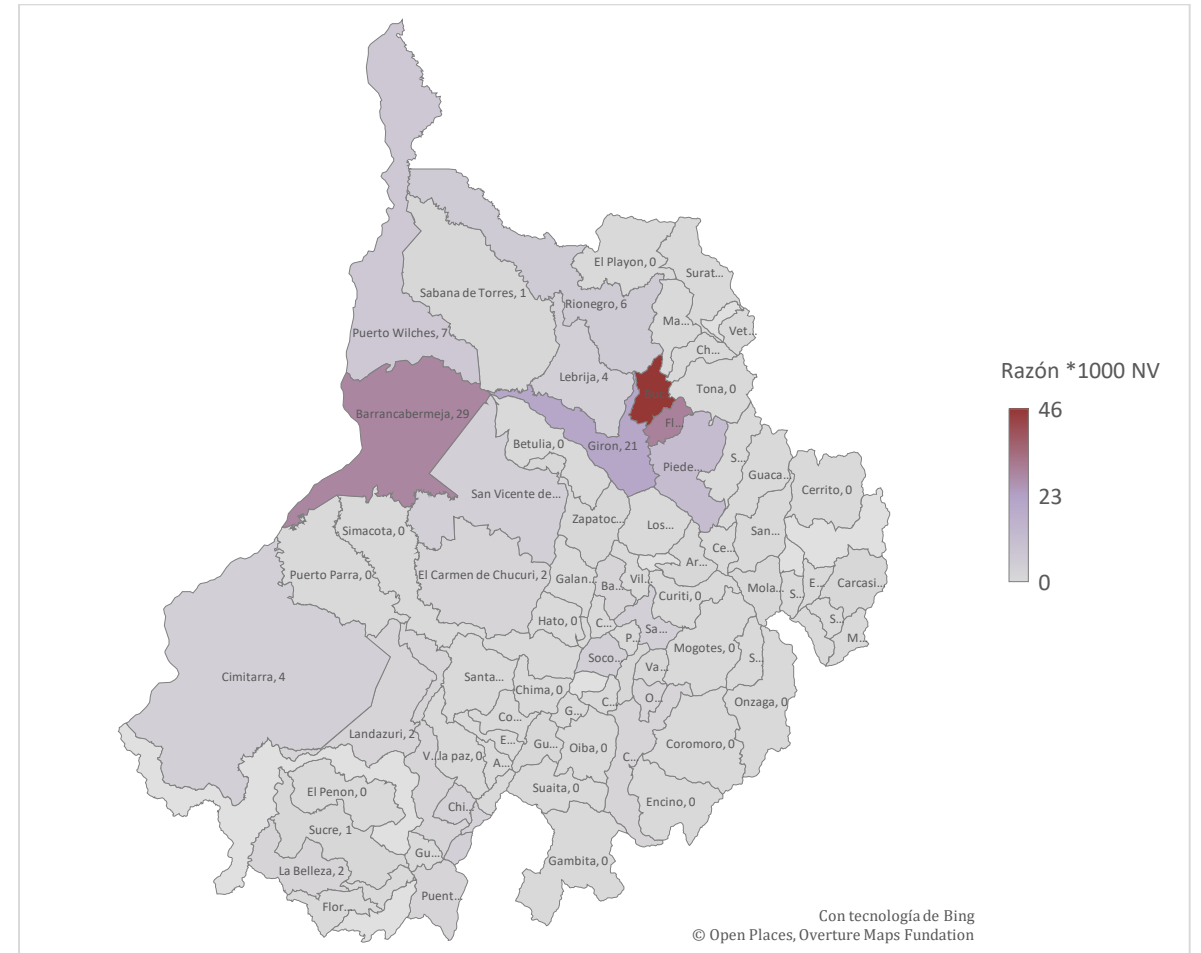 El Playon, 0
Surat...
Sabana de Torres, 1
Rionegro, 6
Ma...
Vet...
Puerto Wilches, 7
Ch...
Lebrija, 4
Tona, 0
Razón *1000 NV
46
23
0
Barrancabermeja, 29
Fl...
Betulia, 0
Giron, 21
Piede...
S...
Guaca...
Cerrito, 0
San Vicente de...
Zapatoc...
Los...
San...
Simacota, 0
Ce...
Ar...
Puerto Parra, 0
El Carmen de Chucuri, 2
Galan...
Ba...
Vil...
Curiti, 0
Mola...
S...
E...
Carcasi...
Hato, 0
C...
P...
Sa...
S...
M...
Mogotes, 0
S...
Soco...
Va...
Cimitarra, 4
Santa...
Chima, 0
C...
O...
Onzaga, 0
Co...
G...
Landazuri, 2
E...
Gu...
Oiba, 0
Coromoro, 0
V...
la paz, 0
A...
C...
El Penon, 0
Suaita, 0
Encino, 0
Chi...
Sucre, 1
Gu...
La Belleza, 2
Gambita, 0
Puent...
Flor...
Con tecnología de Bing
© Open Places, Overture Maps Fundation